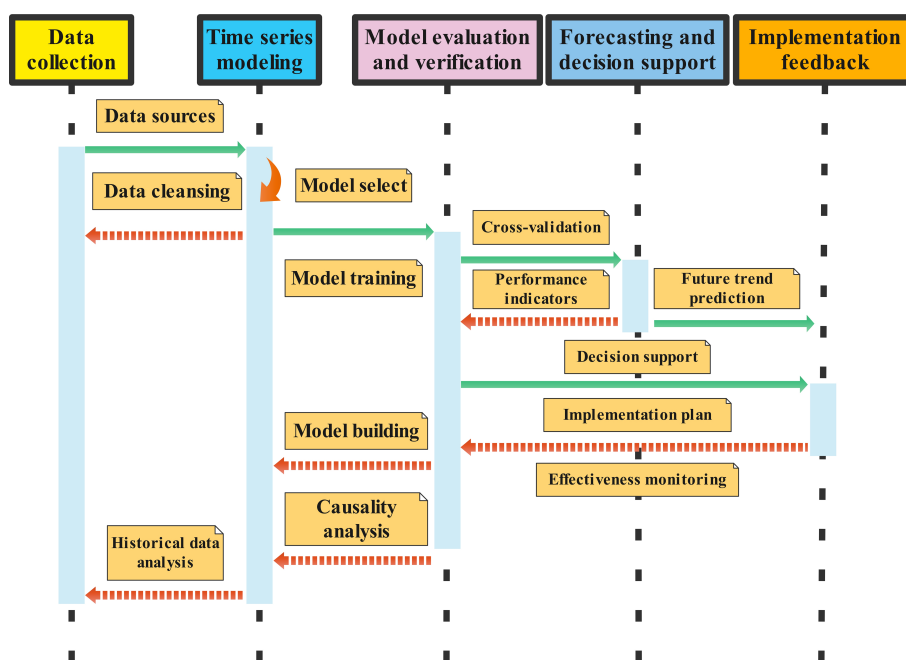 Data
collection
Time series
modeling
Model evaluation
and verification
Forecasting and
decision support
Implementation
feedback
Data sources
Data cleansing
Model select
Cross-validation
Model training
Performance
indicators
Future trend
prediction
Decision support
Implementation plan
Model building
Effectiveness monitoring
Causality
analysis
Historical data
analysis